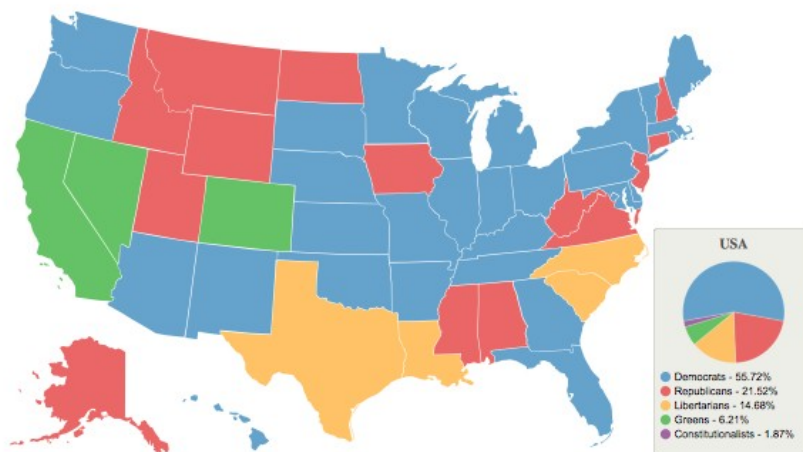 USA
Democrats - 55.72%
Republicans - 21.52%
Libertarians - 14.68%
Greens - 6.21%
Constitutionalists - 1.87%